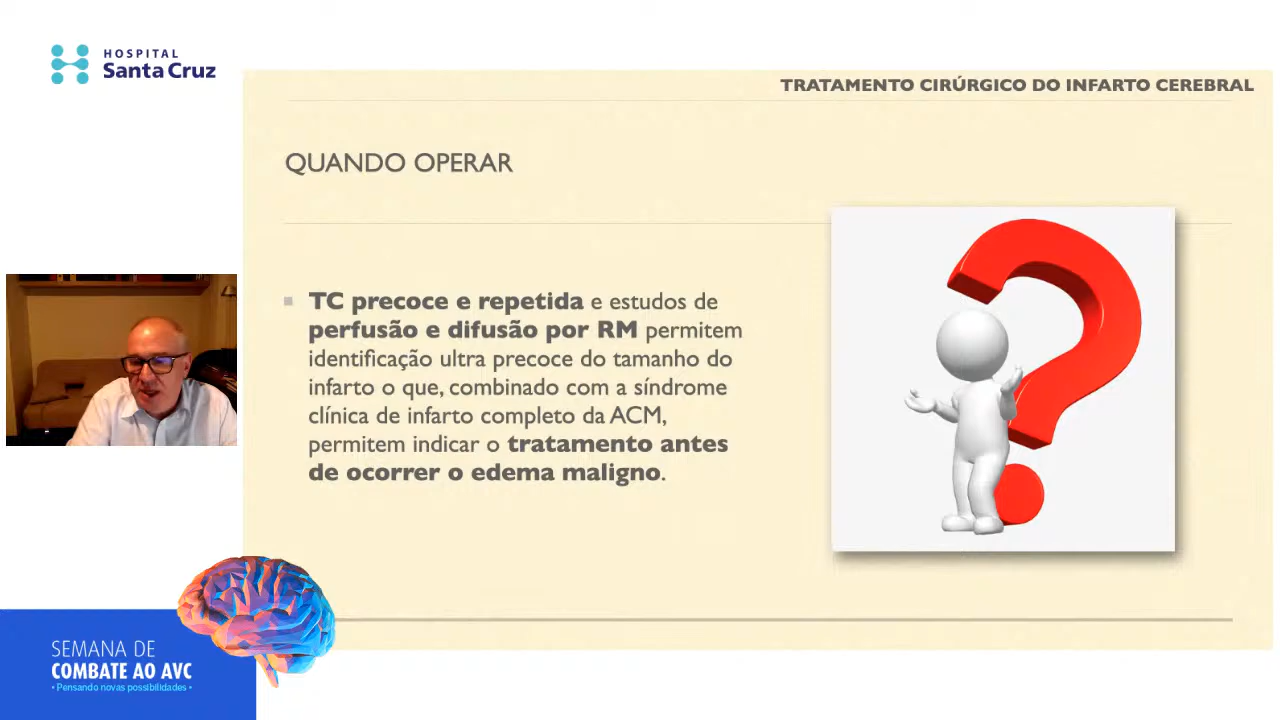 HOSPITAL
Santa Cruz
TRATAMENTO CIRÚRGICO DO INFARTO CEREBRAL
QUANDO OPERAR
TC precoce e repetida e estudos de
perfusão e difusão por RM permitem
identificação ultra precoce do tamanho do
infarto o que, combinado com a síndrome
clínica de infarto completo da ACM,
permitem indicar o tratamento antes
de ocorrer o edema maligno.
SEMANA DE
COMBATE AO AVC
• Pensando novas possibilidades •